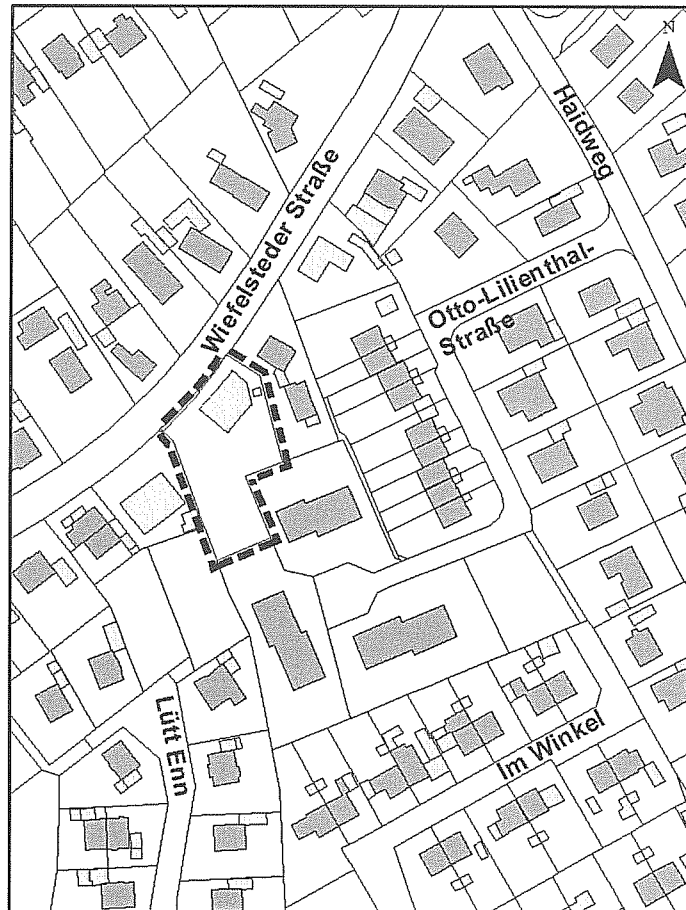 N
Haidweg
Wiefelsteder Straße
Otto-Lilienthal-
Straße
Lütt Enn
Im Winkel